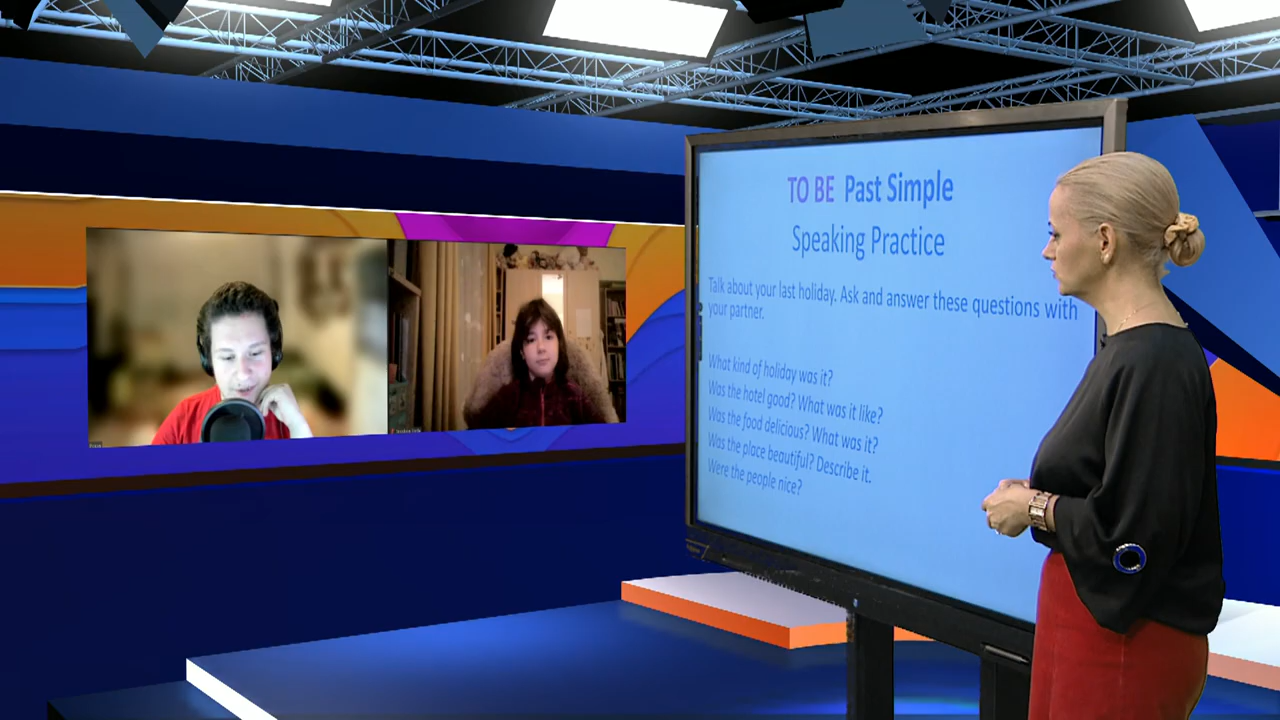 TO BE Past Simple
Speaking Practice
Talk about your last holiday. Ask and answer these questions with
your partner.
What kind of holiday was it?
Was the hotel good? What was it like?
Was the food delicious? What was it?
Was the place beautiful? Describe it.
Were the people nice?